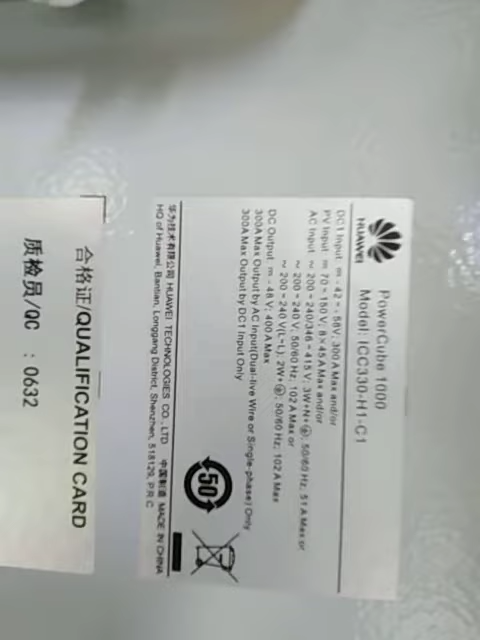 HUAWEI
PowerCube 1000
Model: ICC330-H1-C1
DC1 Input: ⎓ -42 ~ -58V; 300 A Max and/or
PV Input: ⎓ 70 ~ 150 V; 8×45 A Max and/or
AC Input: ~ 200 - 240/346 - 415 V; 3W+N+⏚; 50/60 Hz; 51 A Max or
~ 200 - 240 V; 50/60 Hz; 102 A Max or
~ 200 - 240 V(L-L); 2W+⏚; 50/60 Hz; 102 A Max
DC Output: ⎓ -48 V; 400 A Max
300A Max Output by AC Input(Dual-live Wire or Single-phase) Only
300A Max Output by DC1 Input Only
50
华为技术有限公司 HUAWEI TECHNOLOGIES CO., LTD. 中国制造 MADE IN CHINA
HQ of Huawei, Bantian, Longgang District, Shenzhen, 518129, P.R.C
合格证/QUALIFICATION CARD
质检员/QC : 0632